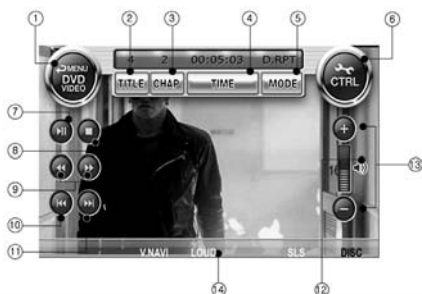 ① ② ③ ④ ⑤ ⑥
4 2 00:05:03 D.RPT
MENU
DVD
VIDEO
TITLE CHAP TIME MODE
CTRL
⑦
⑧
⑨
⑩
⑪
⑬
⑫
⑭
V.NAVI LOUD SLS DISC